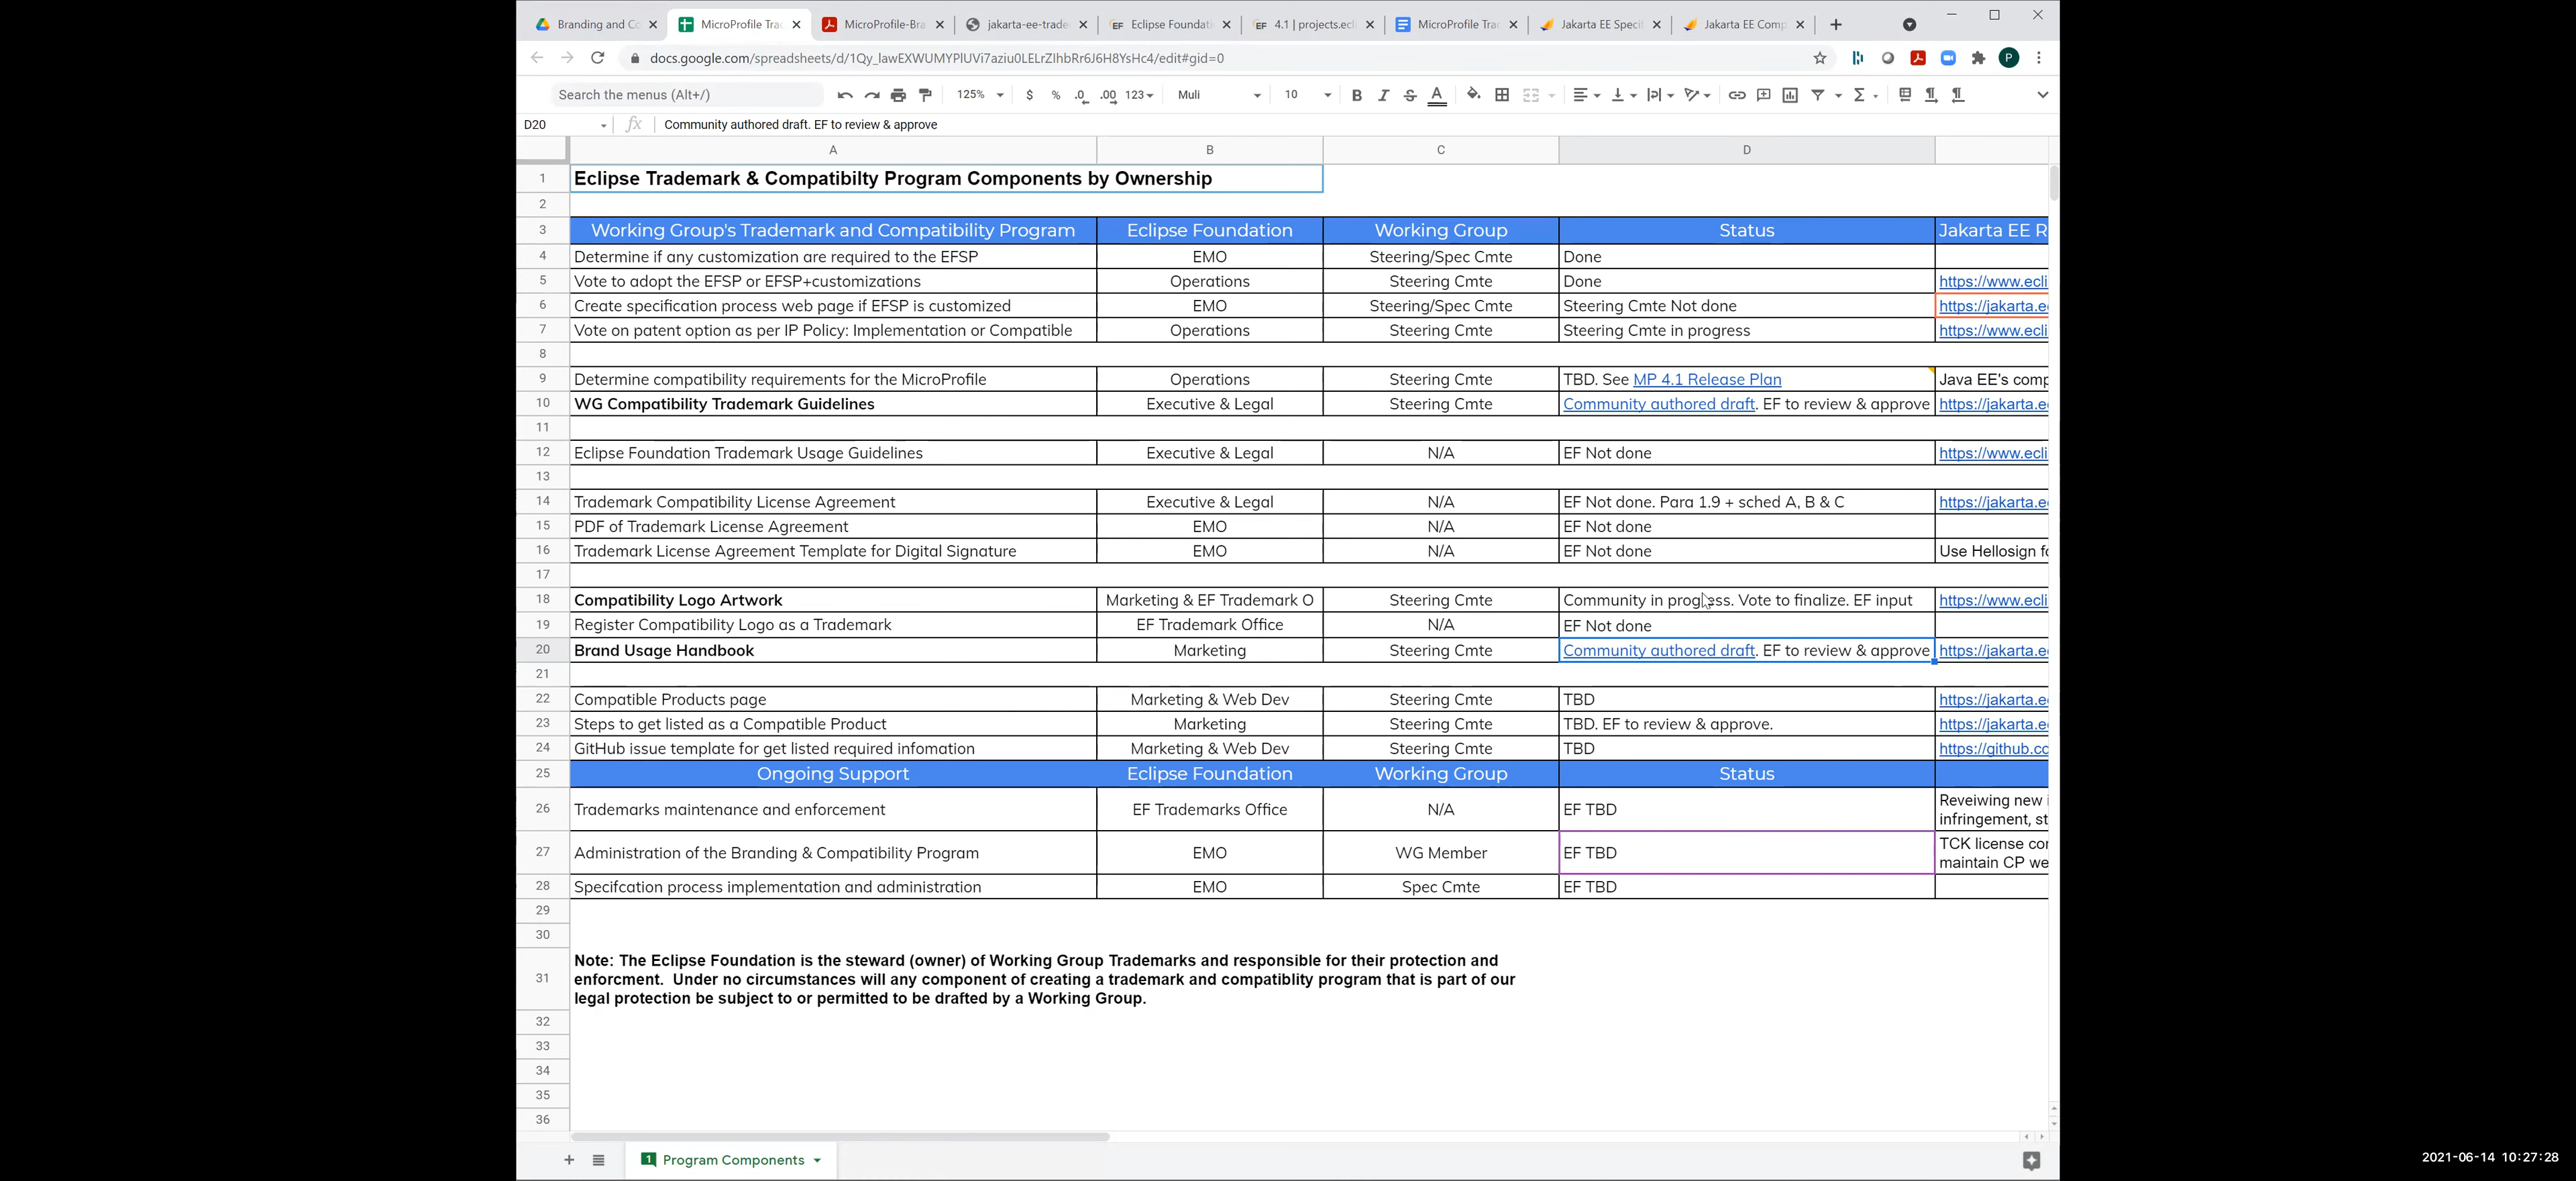 Branding and Co
MicroProfile Trad
MicroProfile-Bra
jakarta-ee-trade
Eclipse Foundati
4.1 | projects.ecl
MicroProfile Trad
Jakarta EE Specif
Jakarta EE Comp
docs.google.com/spreadsheets/d/1Qy_lawEXWUMYPlUVi7aziu0LELrZIhbRr6J6H8YsHc4/edit#gid=0
P
Search the menus (Alt+/) 125% $ % .0 .00 123 Muli 10 B I S A
D20 fx Community authored draft. EF to review & approve
A B C D
1 Eclipse Trademark & Compatibilty Program Components by Ownership
2
3 Working Group's Trademark and Compatibility Program Eclipse Foundation Working Group Status Jakarta EE R
4 Determine if any customization are required to the EFSP EMO Steering/Spec Cmte Done
5 Vote to adopt the EFSP or EFSP+customizations Operations Steering Cmte Done https://www.ecli
6 Create specification process web page if EFSP is customized EMO Steering/Spec Cmte Steering Cmte Not done https://jakarta.e
7 Vote on patent option as per IP Policy: Implementation or Compatible Operations Steering Cmte Steering Cmte in progress https://www.ecli
8
9 Determine compatibility requirements for the MicroProfile Operations Steering Cmte TBD. See MP 4.1 Release Plan Java EE's comp
10 WG Compatibility Trademark Guidelines Executive & Legal Steering Cmte Community authored draft. EF to review & approve https://jakarta.e
11
12 Eclipse Foundation Trademark Usage Guidelines Executive & Legal N/A EF Not done https://www.ecli
13
14 Trademark Compatibility License Agreement Executive & Legal N/A EF Not done. Para 1.9 + sched A, B & C https://jakarta.e
15 PDF of Trademark License Agreement EMO N/A EF Not done
16 Trademark License Agreement Template for Digital Signature EMO N/A EF Not done Use Hellosign fo
17
18 Compatibility Logo Artwork Marketing & EF Trademark O Steering Cmte Community in progress. Vote to finalize. EF input https://www.ecli
19 Register Compatibility Logo as a Trademark EF Trademark Office N/A EF Not done
20 Brand Usage Handbook Marketing Steering Cmte Community authored draft. EF to review & approve https://jakarta.e
21
22 Compatible Products page Marketing & Web Dev Steering Cmte TBD https://jakarta.e
23 Steps to get listed as a Compatible Product Marketing Steering Cmte TBD. EF to review & approve. https://jakarta.e
24 GitHub issue template for get listed required infomation Marketing & Web Dev Steering Cmte TBD https://github.cc
25 Ongoing Support Eclipse Foundation Working Group Status
26 Trademarks maintenance and enforcement EF Trademarks Office N/A EF TBD Reveiwing new i
infringement, st
27 Administration of the Branding & Compatibility Program EMO WG Member EF TBD TCK license cor
maintain CP we
28 Specifcation process implementation and administration EMO Spec Cmte EF TBD
29
30
31 Note: The Eclipse Foundation is the steward (owner) of Working Group Trademarks and responsible for their protection and
enforcment. Under no circumstances will any component of creating a trademark and compatiblity program that is part of our
legal protection be subject to or permitted to be drafted by a Working Group.
32
33
34
35
36
1 Program Components
2021-06-14 10:27:28